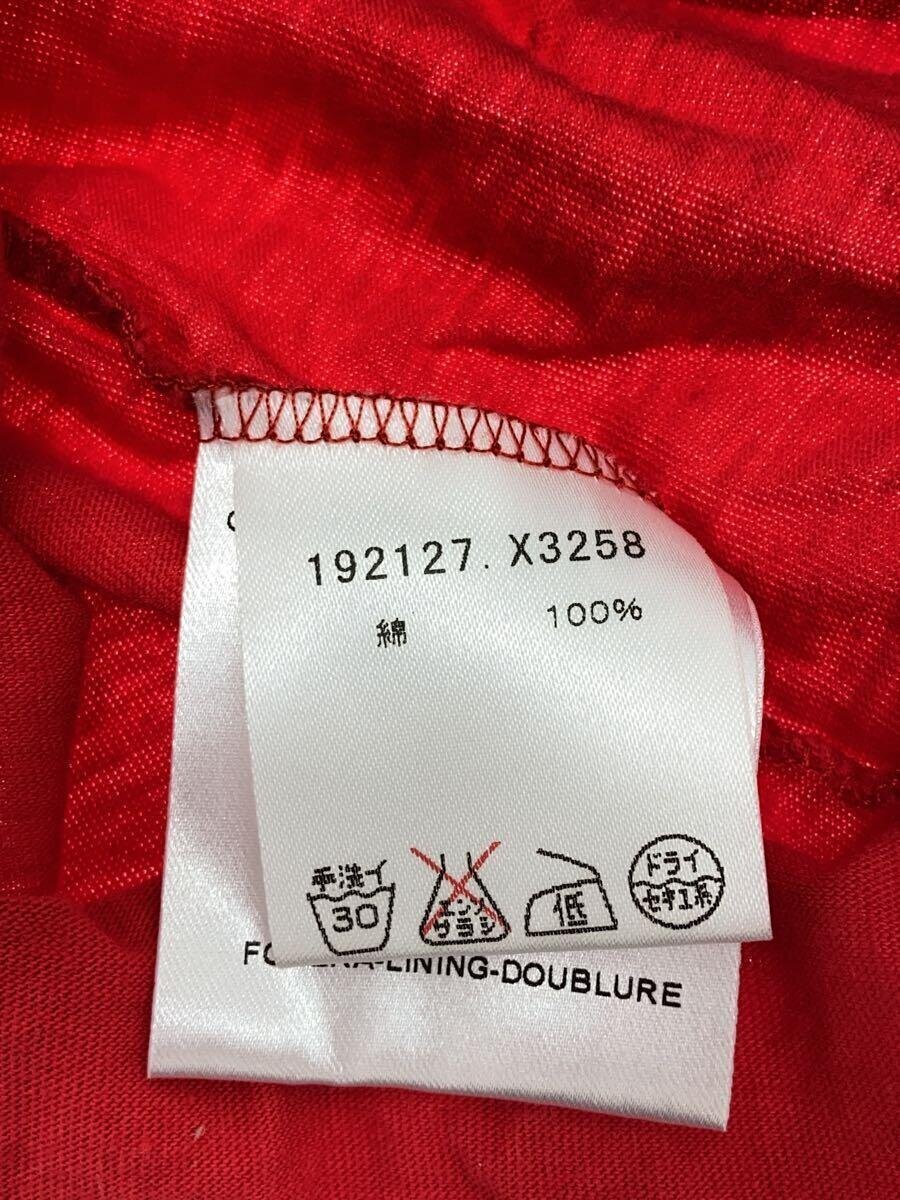 192127. X3258
綿 100%
手洗イ
30
エンソ
サラシ
低
ドライ
セキユ系
LINING-DOUBLURE